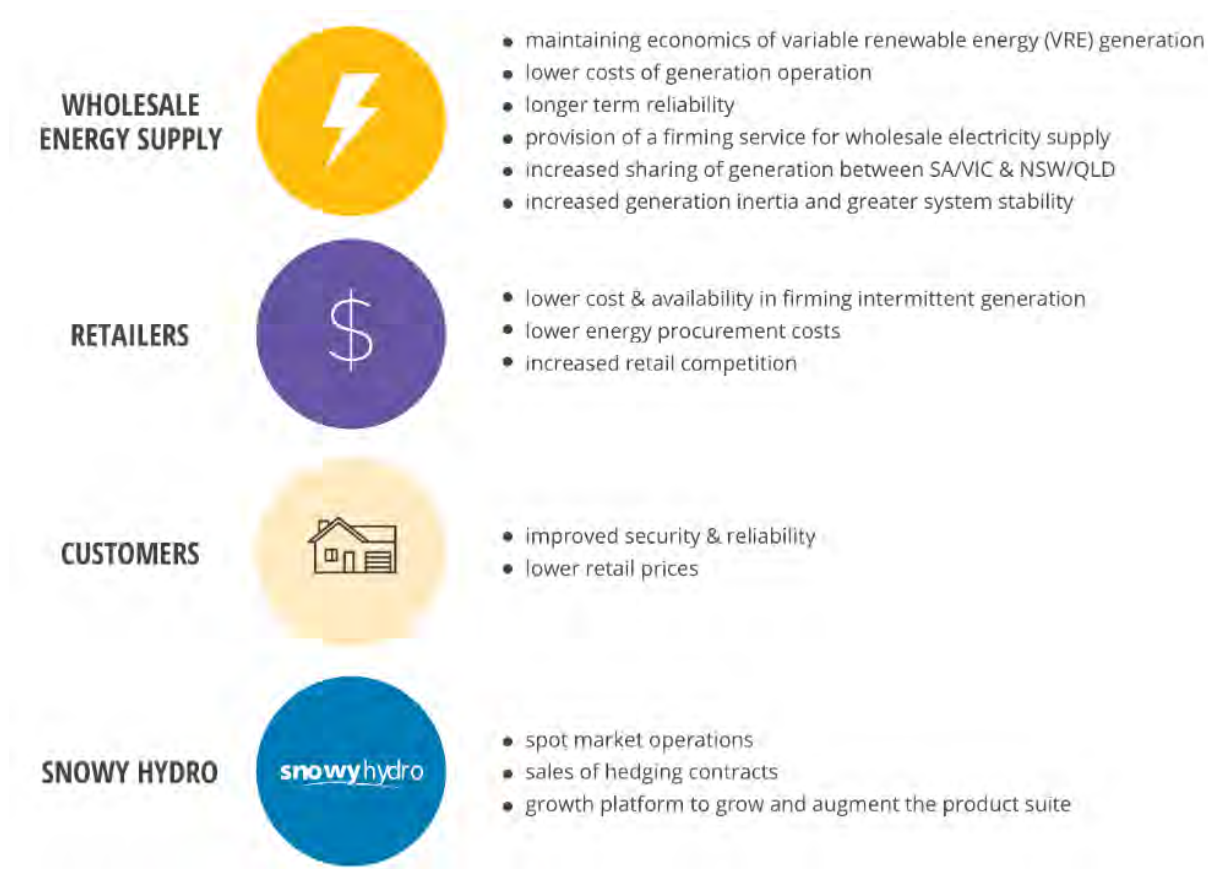 WHOLESALE
ENERGY SUPPLY
• maintaining economics of variable renewable energy (VRE) generation
• lower costs of generation operation
• longer term reliability
• provision of a firming service for wholesale electricity supply
• increased sharing of generation between SA/VIC & NSW/QLD
• increased generation inertia and greater system stability
RETAILERS
$
• lower cost & availability in firming intermittent generation
• lower energy procurement costs
• increased retail competition
CUSTOMERS
• improved security & reliability
• lower retail prices
SNOWY HYDRO
snowyhydro
• spot market operations
• sales of hedging contracts
• growth platform to grow and augment the product suite